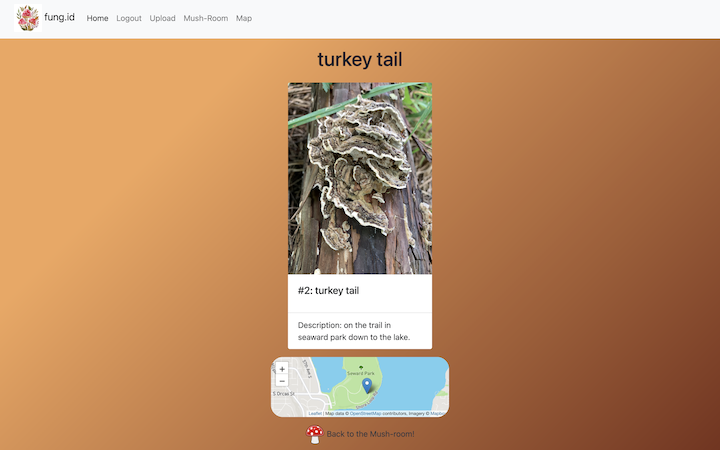 fung.id Home Logout Upload Mush-Room Map
turkey tail
#2: turkey tail
Description: on the trail in
seaward park down to the lake.
+
Seward Park
−
Leaflet | Map data © OpenStreetMap contributors, Imagery © Mapbox
Back to the Mush-room!